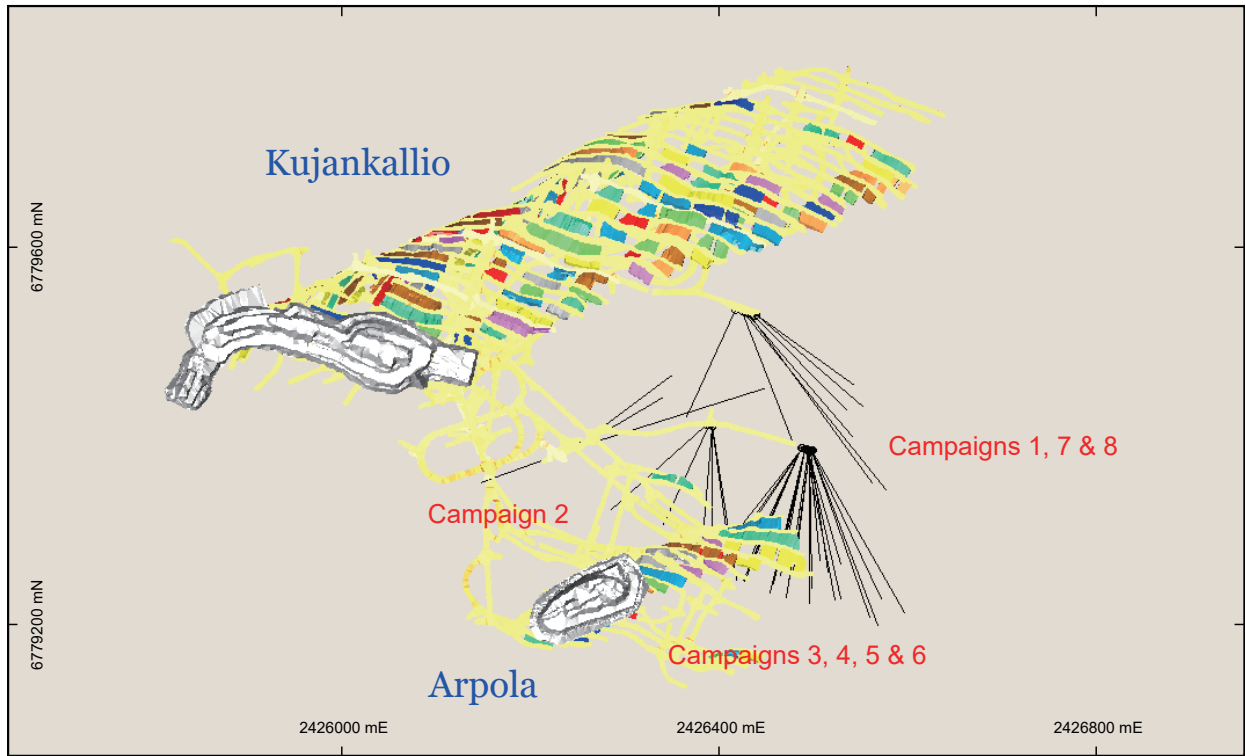 Kujankallio
6779600 mN
Campaigns 1, 7 & 8
Campaign 2
6779200 mN
Campaigns 3, 4, 5 & 6
Arpola
2426000 mE
2426400 mE
2426800 mE